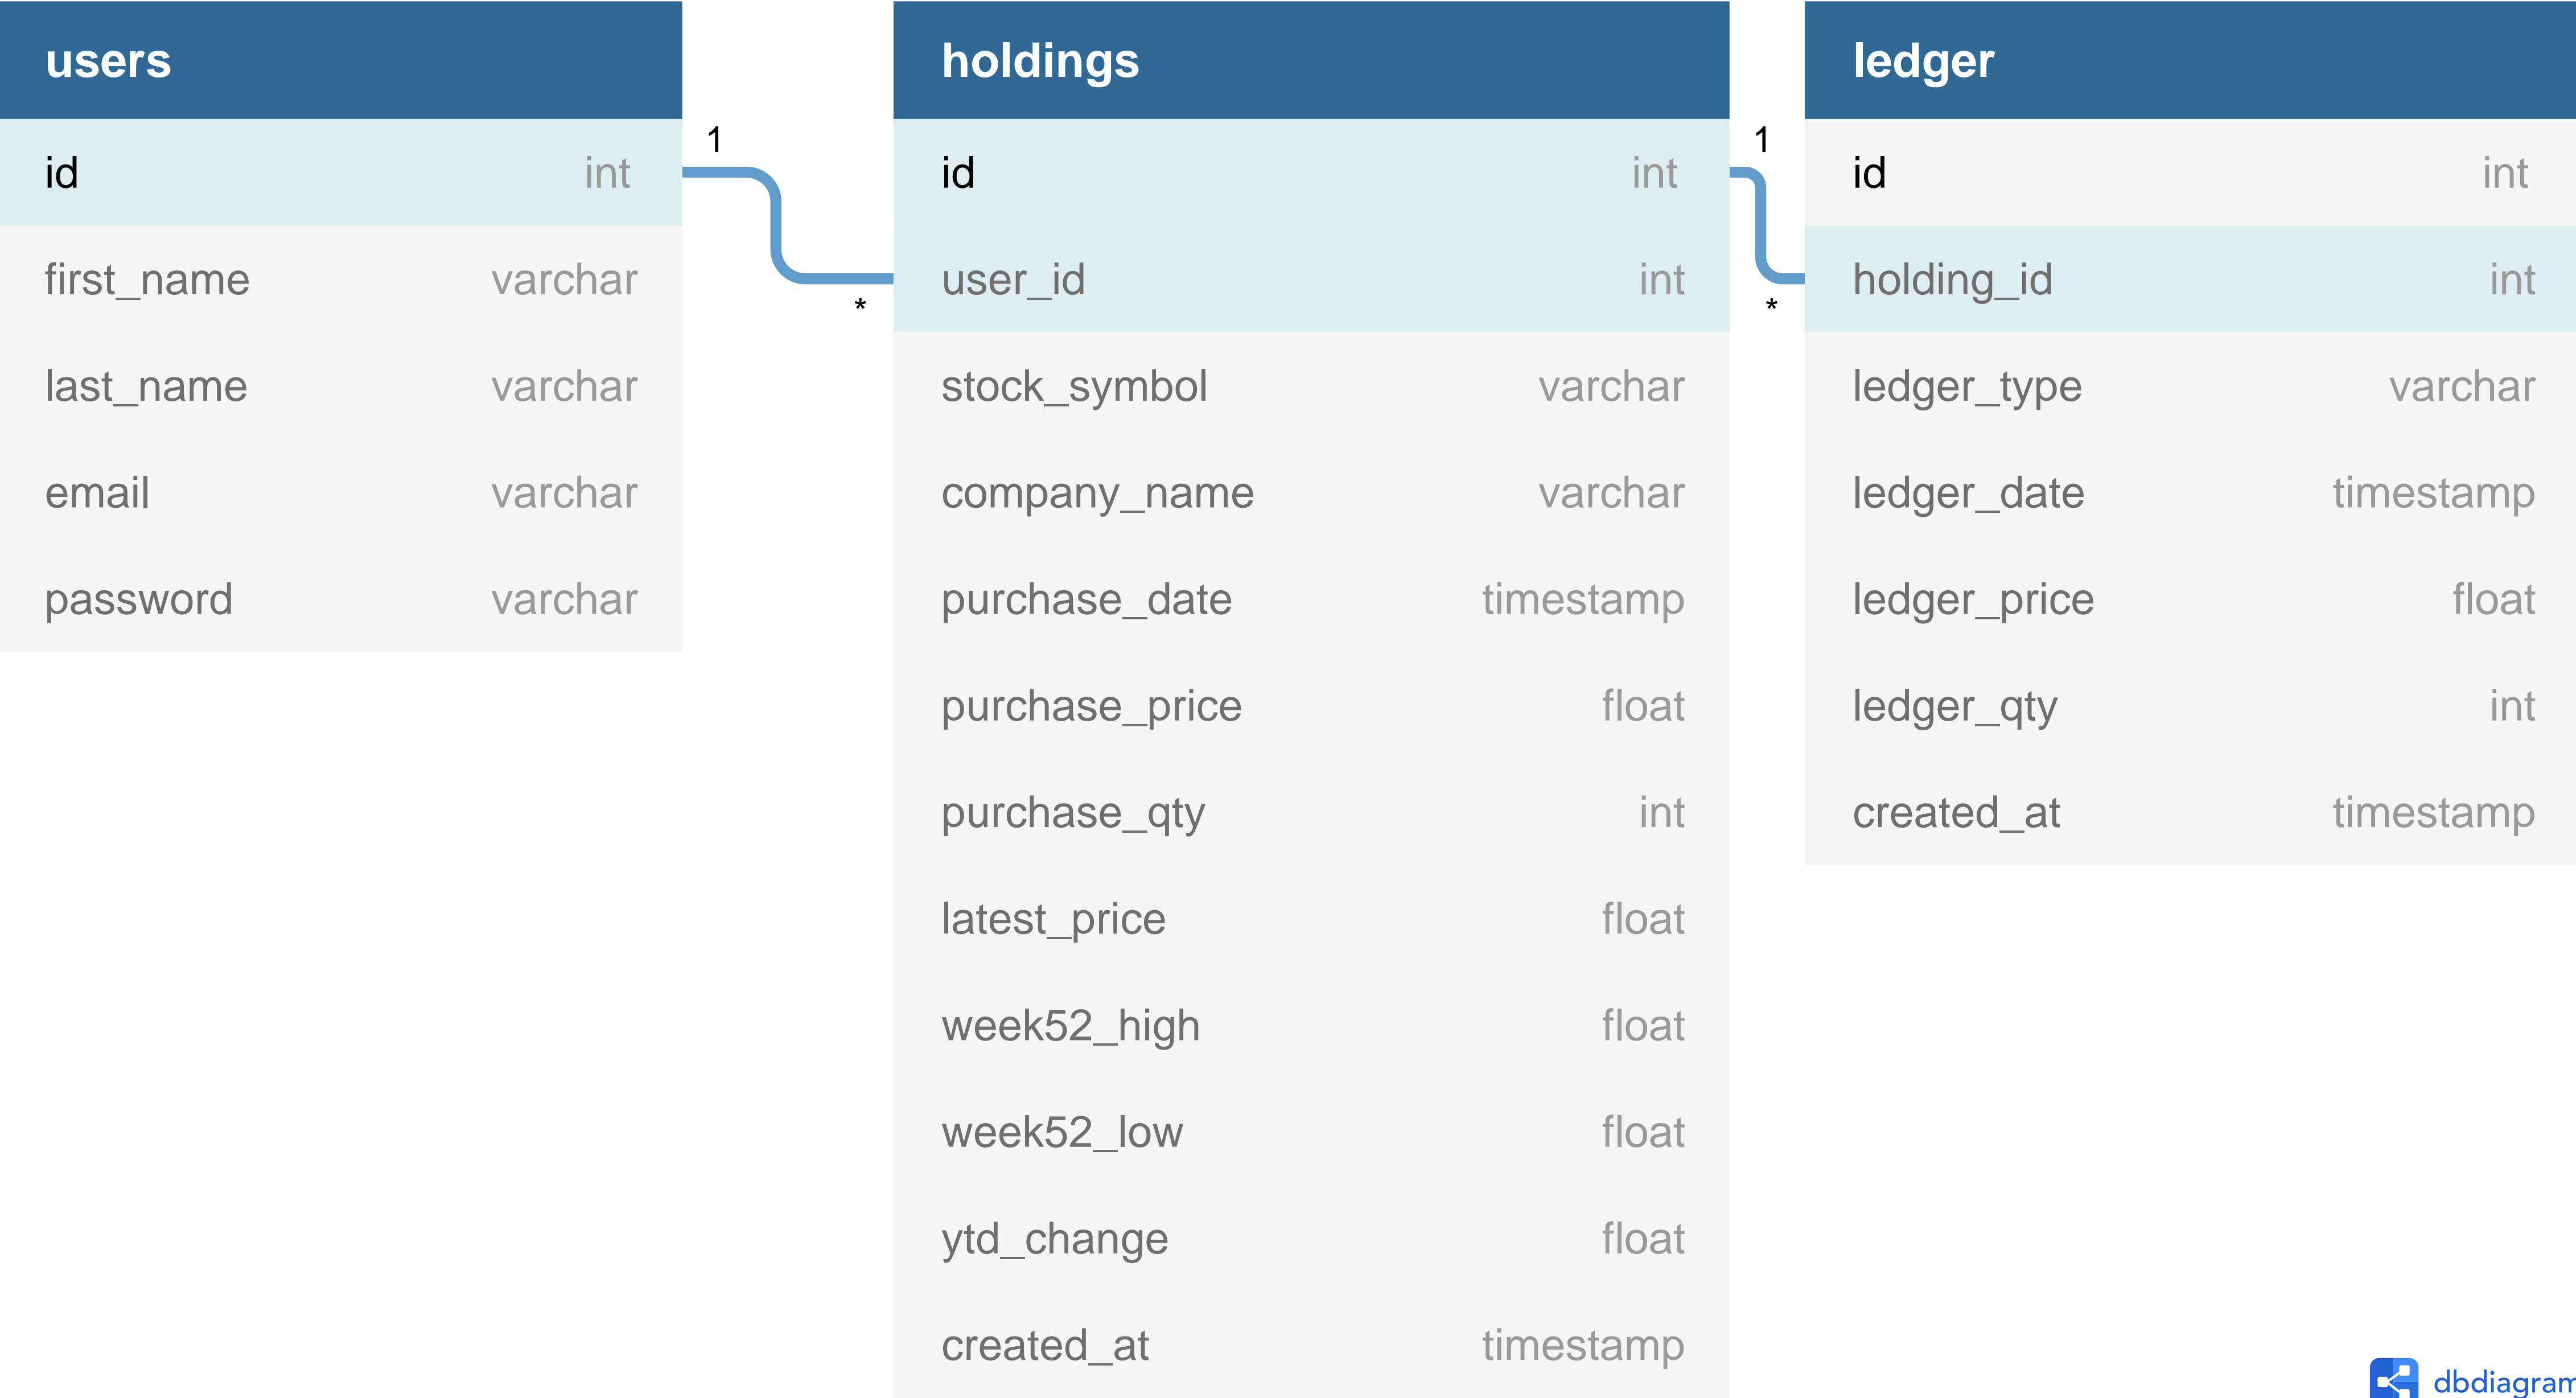 users
id int
first_name varchar
last_name varchar
email varchar
password varchar
1
*
holdings
id int
user_id int
stock_symbol varchar
company_name varchar
purchase_date timestamp
purchase_price float
purchase_qty int
latest_price float
week52_high float
week52_low float
ytd_change float
created_at timestamp
1
*
ledger
id int
holding_id int
ledger_type varchar
ledger_date timestamp
ledger_price float
ledger_qty int
created_at timestamp
dbdiagram